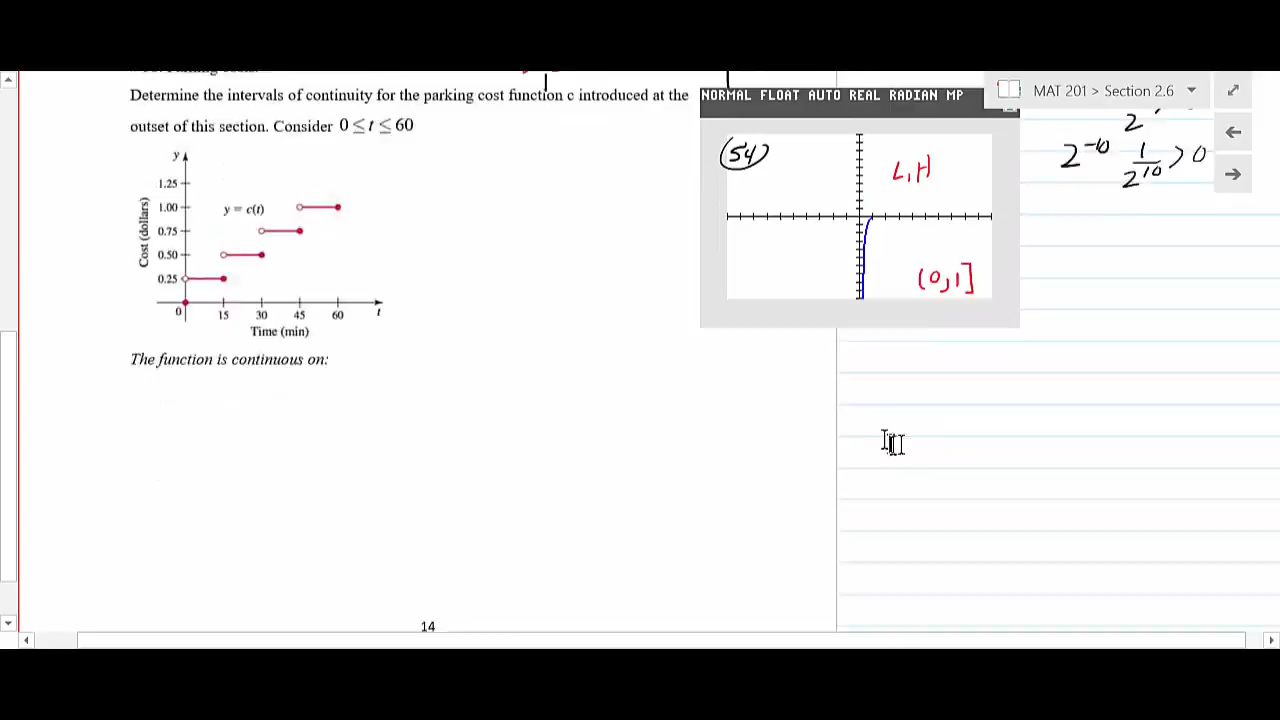 Determine the intervals of continuity for the parking cost function c introduced at the
outset of this section. Consider 0 ≤ t ≤ 60
y
1.25
1.00
0.75
0.50
0.25
0
Cost (dollars)
y = c(t)
15 30 45 60 t
Time (min)
The function is continuous on:
14
NORMAL FLOAT AUTO REAL RADIAN MP
54
L, H
(0,1]
MAT 201 > Section 2.6
2
2^-10 1/2^10 > 0